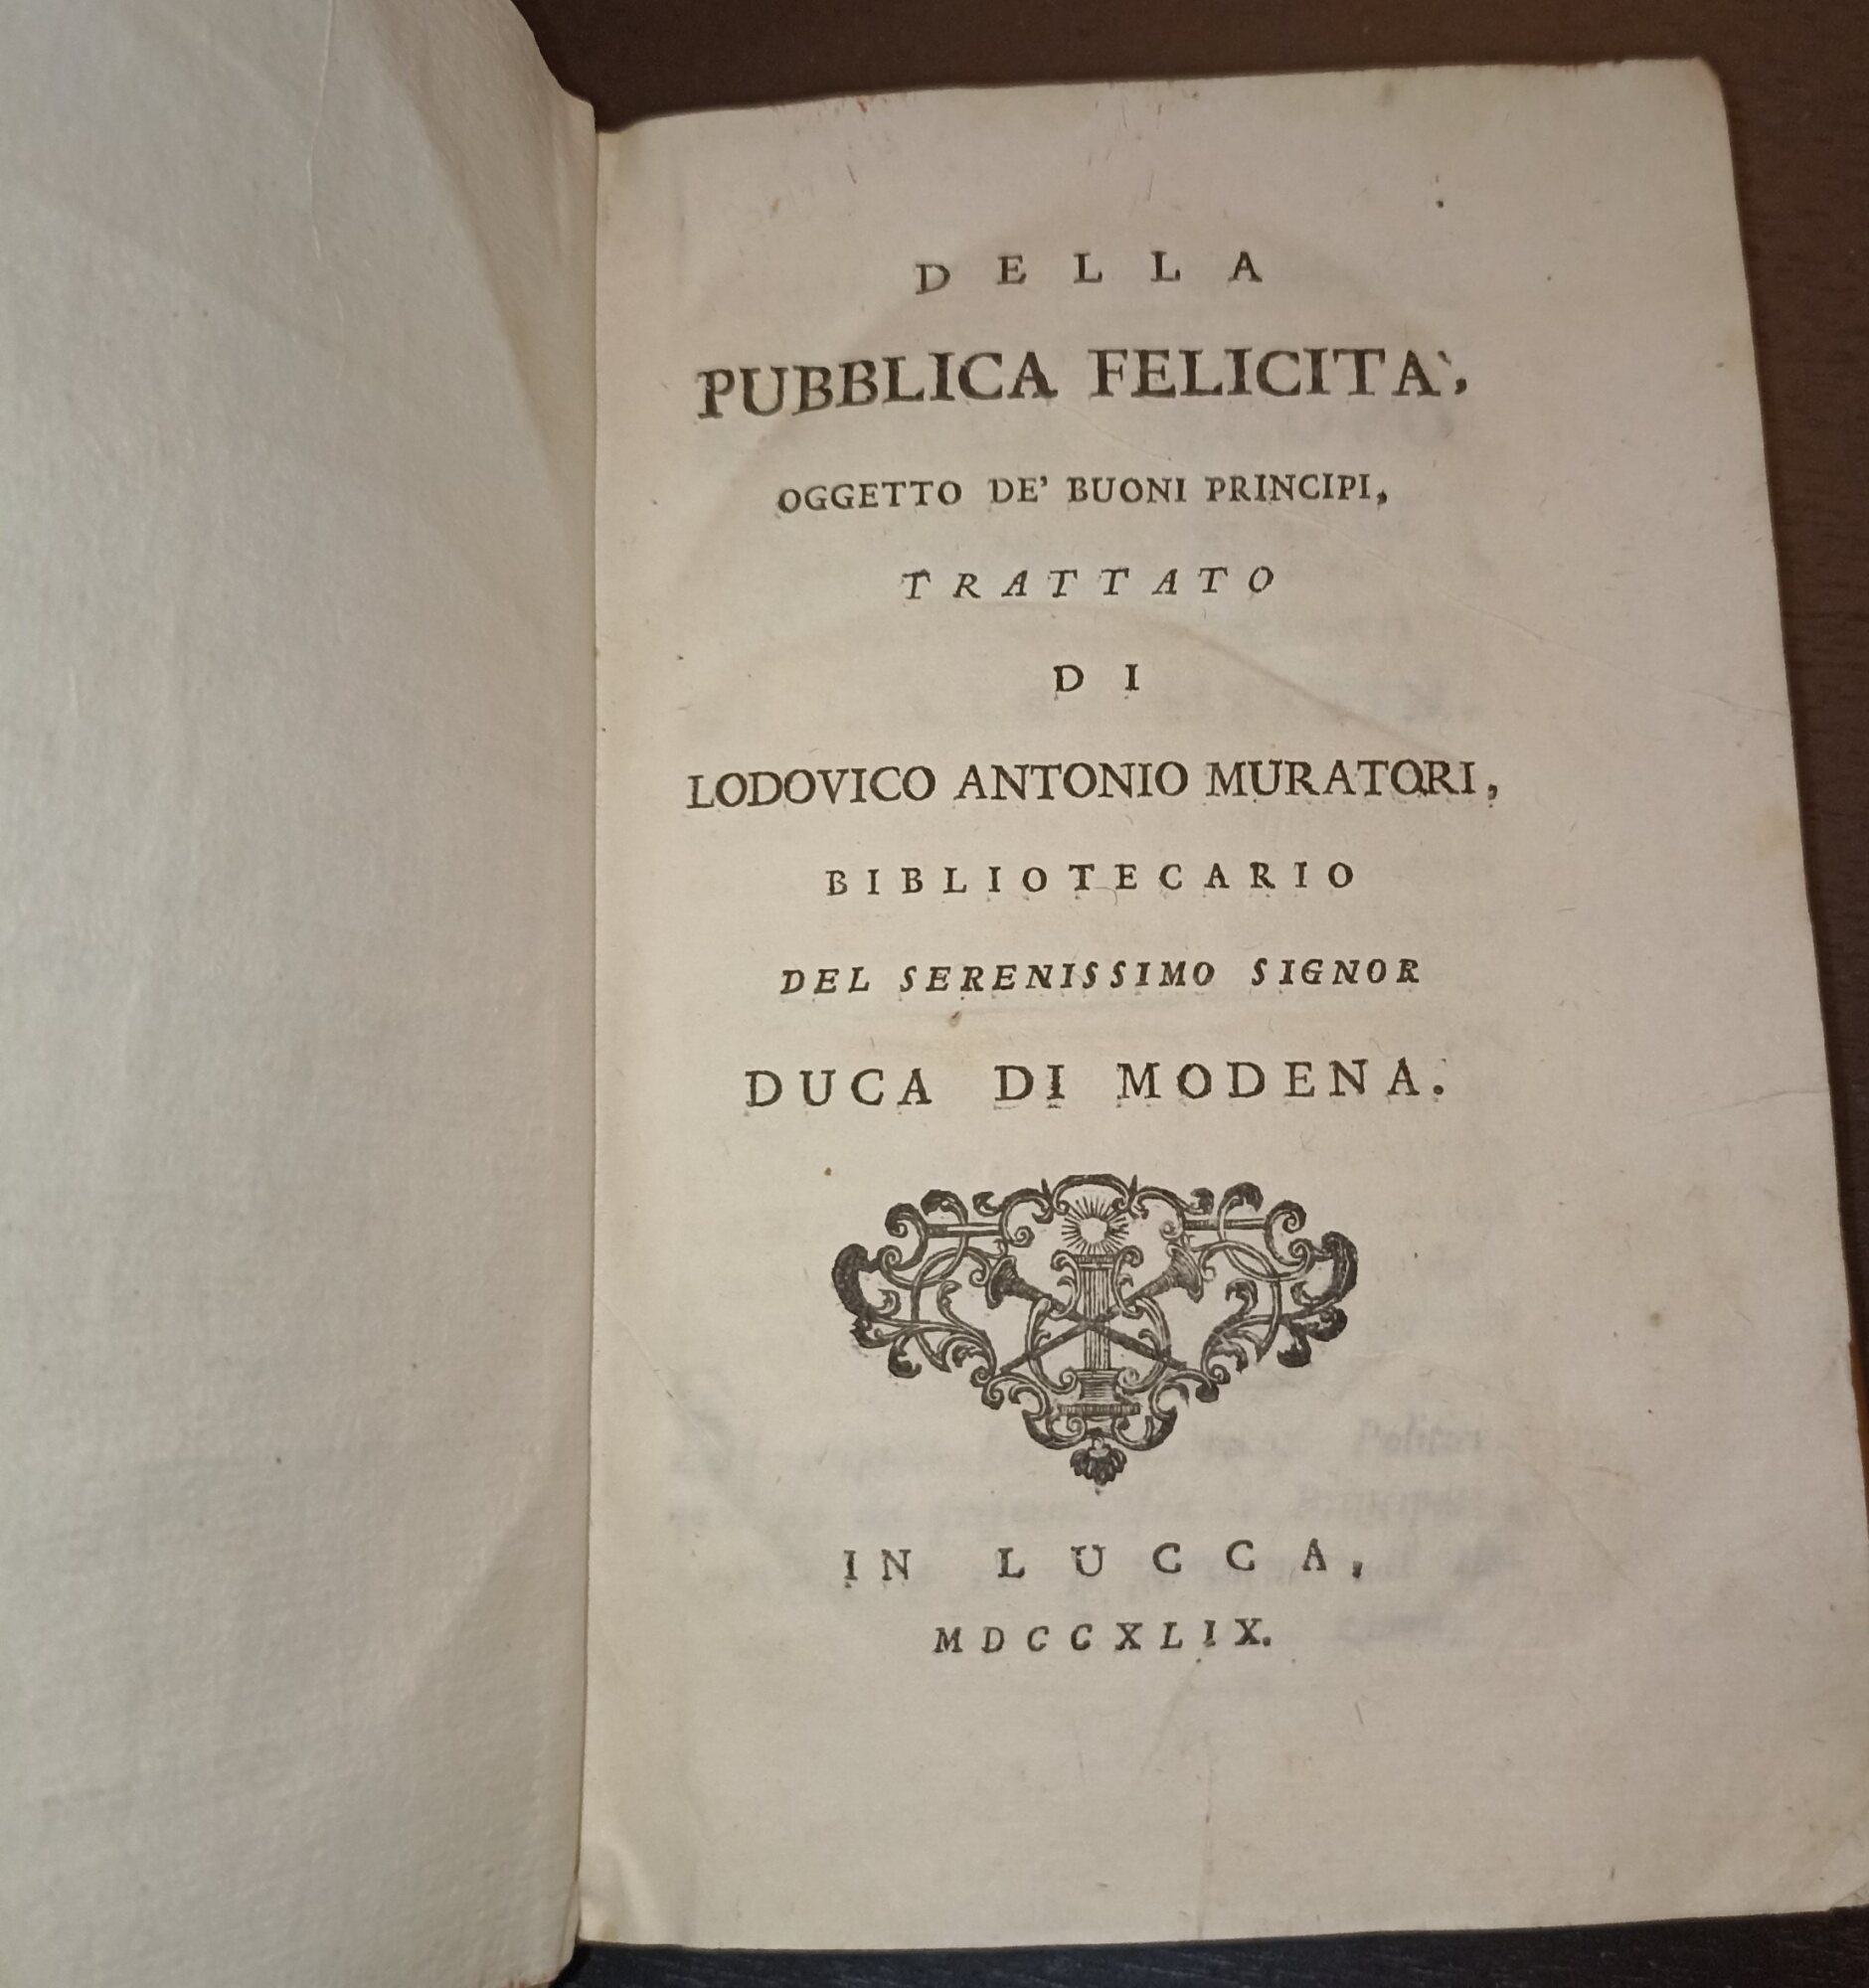 DELLA
PUBBLICA FELICITA`,
OGGETTO DE' BUONI PRINCIPI,
TRATTATO
DI
LODOVICO ANTONIO MURATORI,
BIBLIOTECARIO
DEL SERENISSIMO SIGNOR
DUCA DI MODENA.
IN LUCCA,
MDCCXLIX.